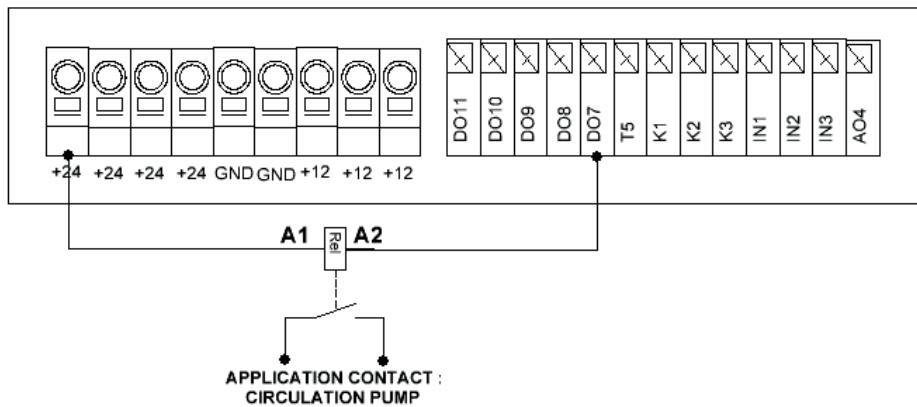 DO11 DO10 DO9 DO8 DO7 T5 K1 K2 K3 IN1 IN2 IN3 AO4
+24 +24 +24 +24 GND GND +12 +12 +12
A1 Rel A2
APPLICATION CONTACT :
CIRCULATION PUMP